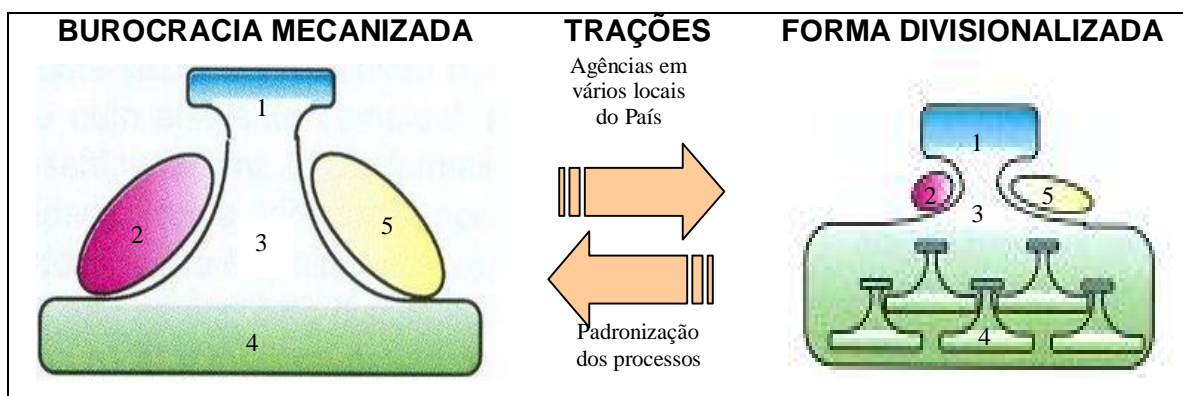 BUROCRACIA MECANIZADA
TRAÇÕES
FORMA DIVISIONALIZADA
Agências em
vários locais
do País
1
2
3
5
4
1
2
5
3
4
Padronização
dos processos